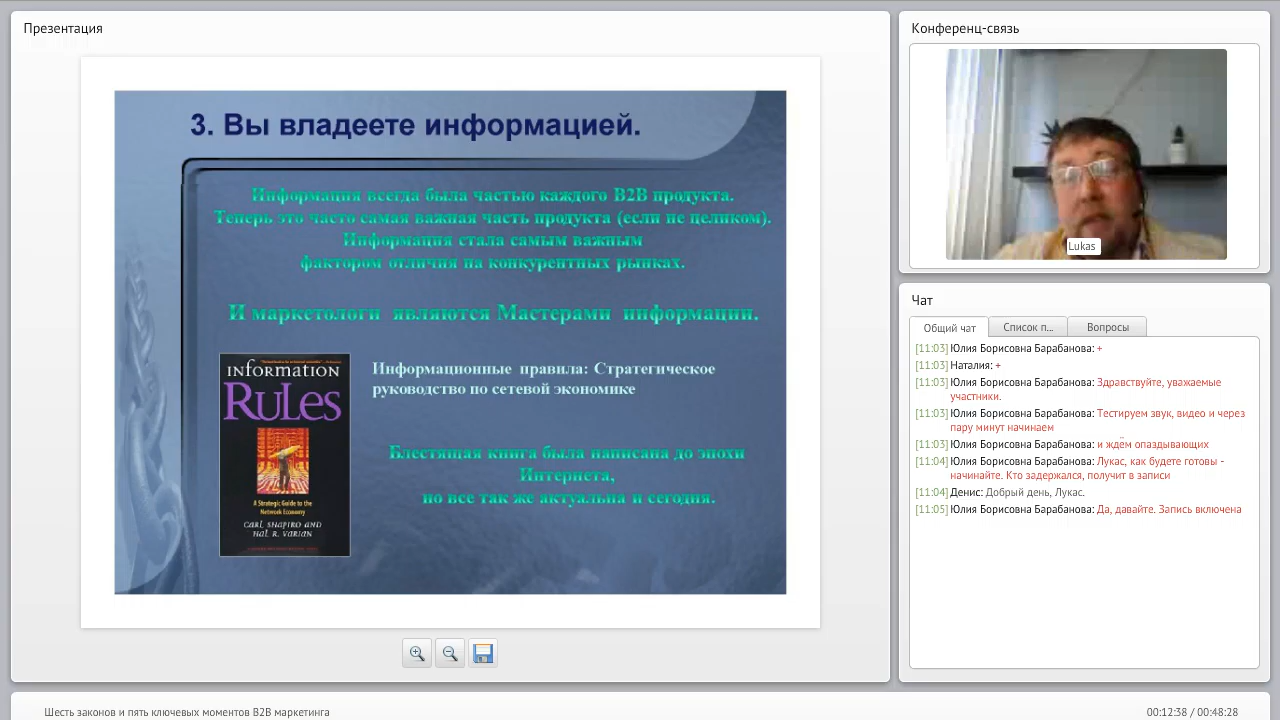 Презентация
3. Вы владеете информацией.
Информация всегда была частью каждого B2B продукта.
Теперь это часто самая важная часть продукта (если не целиком).
Информация стала самым важным
фактором отличия на конкурентных рынках.
И маркетологи являются Мастерами информации.
INFORMATION
RULES
A Strategic Guide to the
Network Economy
CARL SHAPIRO AND
HAL R. VARIAN
Информационные правила: Стратегическое
руководство по сетевой экономике
Блестящая книга была написана до эпохи
Интернета,
но все так же актуальна и сегодня.
Конференц-связь
Lukas
Чат
Общий чат
Список п...
Вопросы
[11:03] Юлия Борисовна Барабанова: +
[11:03] Наталия: +
[11:03] Юлия Борисовна Барабанова: Здравствуйте, уважаемые
участники.
[11:03] Юлия Борисовна Барабанова: Тестируем звук, видео и через
пару минут начинаем
[11:03] Юлия Борисовна Барабанова: и ждём опаздывающих
[11:04] Юлия Борисовна Барабанова: Лукас, как будете готовы -
начинайте. Кто задержался, получит в записи
[11:04] Денис: Добрый день, Лукас.
[11:05] Юлия Борисовна Барабанова: Да, давайте. Запись включена
Шесть законов и пять ключевых моментов B2B маркетинга
00:12:38 / 00:48:28